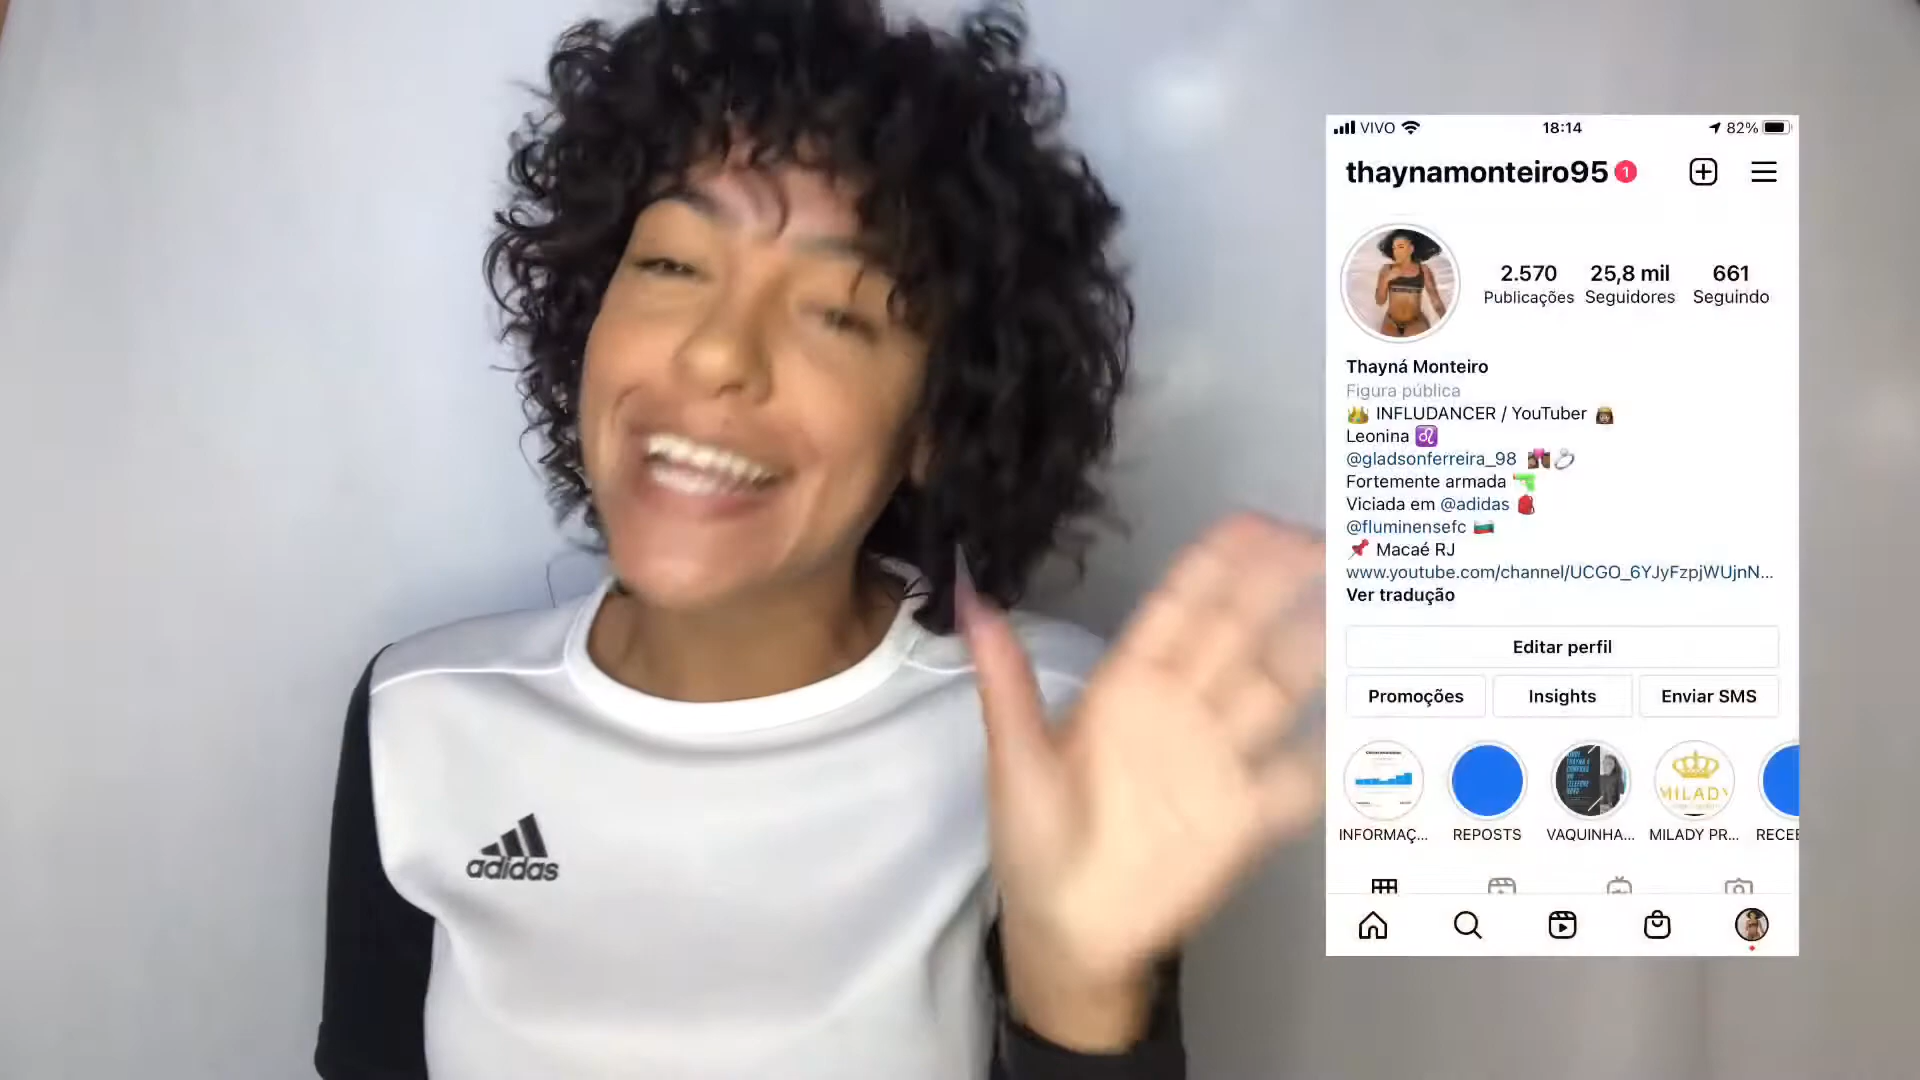 VIVO 18:14 82%
thaynamonteiro95 1
2.570 25,8 mil 661
Publicações Seguidores Seguindo
Thayná Monteiro
Figura pública
INFLUDANCER / YouTuber
Leonina
@gladsonferreira_98
Fortemente armada
Viciada em @adidas
@fluminensefc
Macaé RJ
www.youtube.com/channel/UCGO_6YJyFzpjWUjnN...
Ver tradução
Editar perfil
Promoções Insights Enviar SMS
MILADY
INFORMAÇ... REPOSTS VAQUINHA... MILADY PR... RECEB
adidas